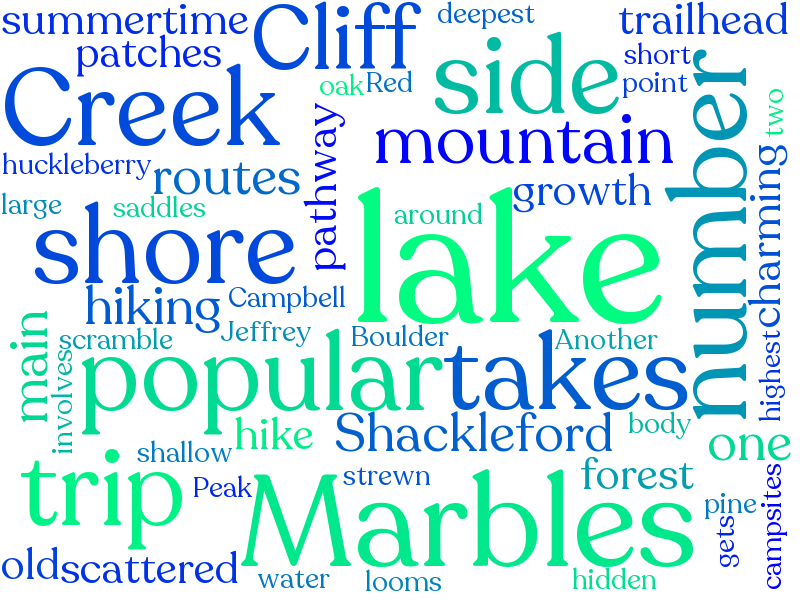 summertime
Cliff
deepest
trailhead
patches
short
oak
Red
side
point
Creek
mountain
number
two
huckleberry
routes
pathway
growth
charming
large
saddles
around
shore
lake
hiking
Campbell
main
scramble
Jeffrey
Boulder
Another
highest
involves
popular
takes
hike
Shackleford
body
one
shallow
trip
Peak
strewn
forest
Marbles
pine
gets
campsites
old
scattered
water
looms
hidden